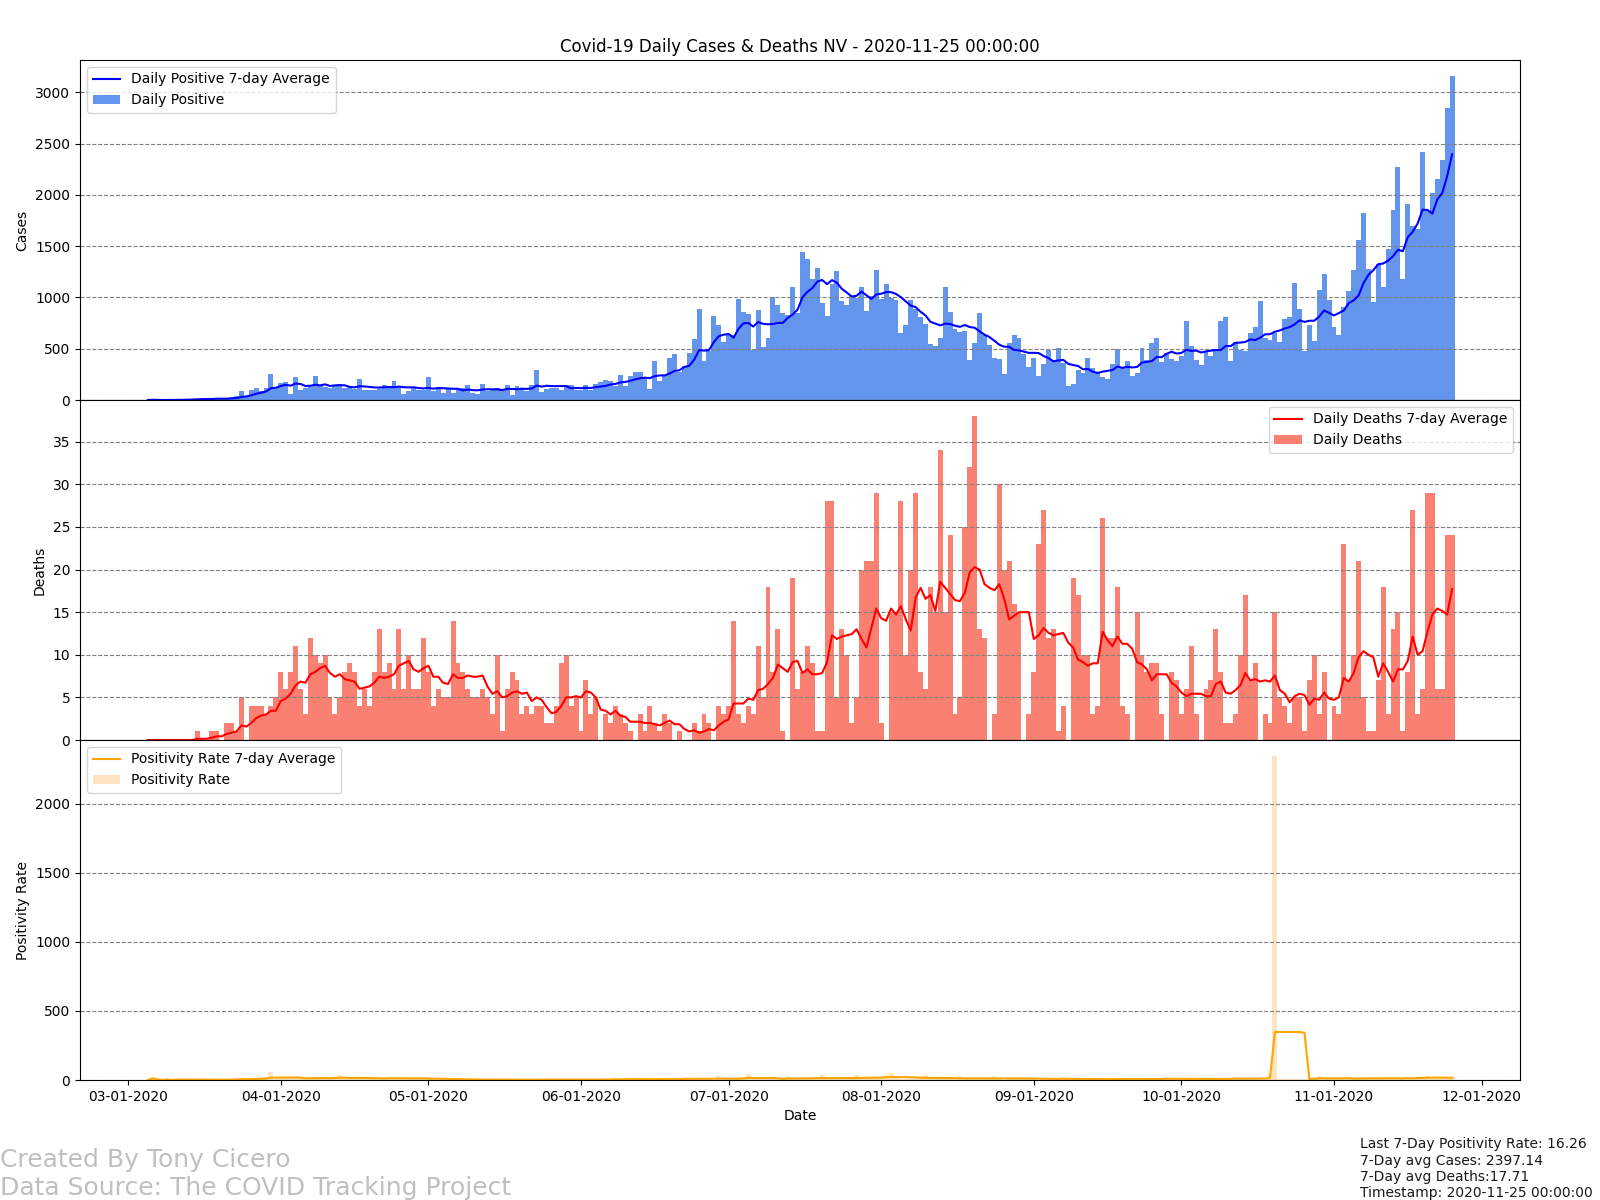 Covid-19 Daily Cases & Deaths NV - 2020-11-25 00:00:00
Daily Positive 7-day Average
Daily Positive
3000
2500
2000
1500
1000
500
0
Cases
Daily Deaths 7-day Average
Daily Deaths
35
30
25
20
15
10
5
0
Deaths
Positivity Rate 7-day Average
Positivity Rate
2000
1500
1000
500
0
Positivity Rate
03-01-2020 04-01-2020 05-01-2020 06-01-2020 07-01-2020 08-01-2020 09-01-2020 10-01-2020 11-01-2020 12-01-2020
Date
Created By Tony Cicero
Data Source: The COVID Tracking Project
Last 7-Day Positivity Rate: 16.26
7-Day avg Cases: 2397.14
7-Day avg Deaths:17.71
Timestamp: 2020-11-25 00:00:00